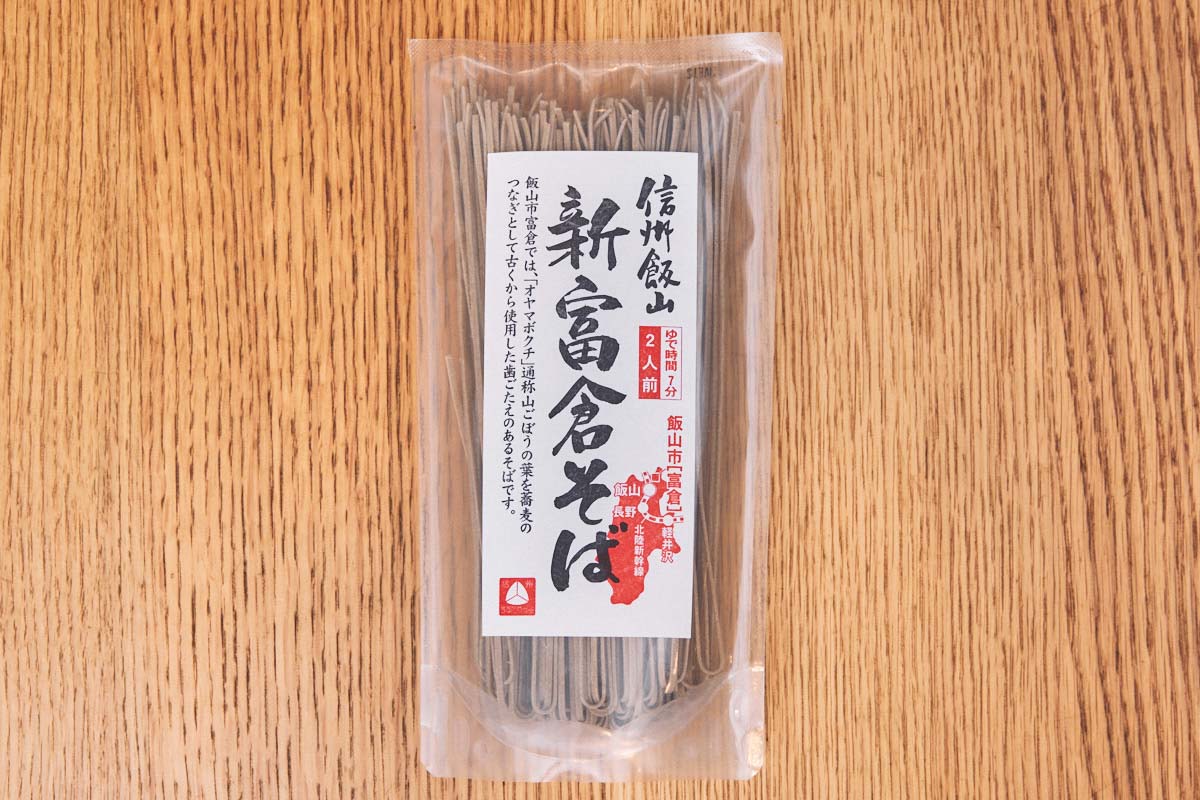 信州飯山
ゆで時間 7分
2人前
飯山市[富倉]
飯山
長野
軽井沢
北陸新幹線
新富倉そば
飯山市富倉では、「オヤマボクチ」通称山ごぼうの葉を蕎麦の
つなぎとして古くから使用した歯ごたえのあるそばです。